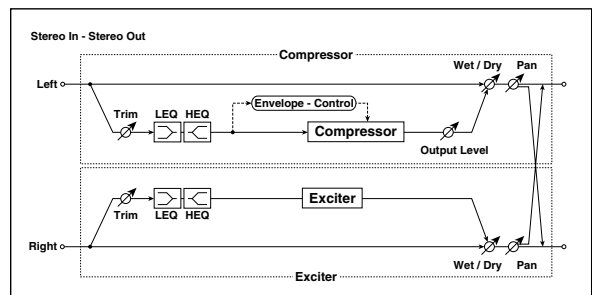 Stereo In - Stereo Out
Compressor
Wet / Dry Pan
Left
Envelope - Control
Trim LEQ HEQ
Compressor
Output Level
Exciter
Trim LEQ HEQ
Right
Wet / Dry Pan
Exciter